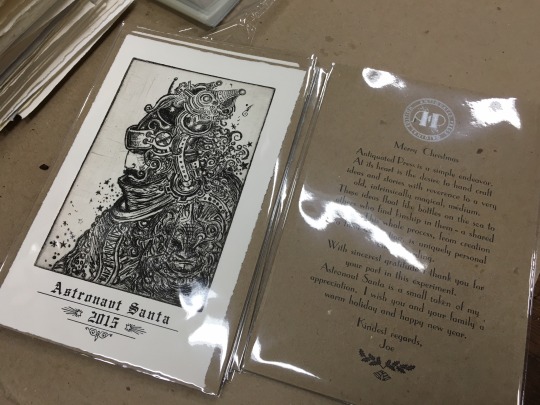 Astronaut Santa
2015
AP
Merry Christmas
Antiquated Press is a simple endeavor.
At its heart is the desire to hand craft
ideas and stories with reverence to a very
old, intrinsically magical, medium.
These ideas float like bottles on the sea to
others who find kinship in them - a shared
whole process, from creation
is uniquely personal
With sincerest gratitude I thank you for
your part in this experiment.
Astronaut Santa is a small token of my
appreciation. I wish you and your family a
warm holiday and happy new year.
Kindest regards,
Joe